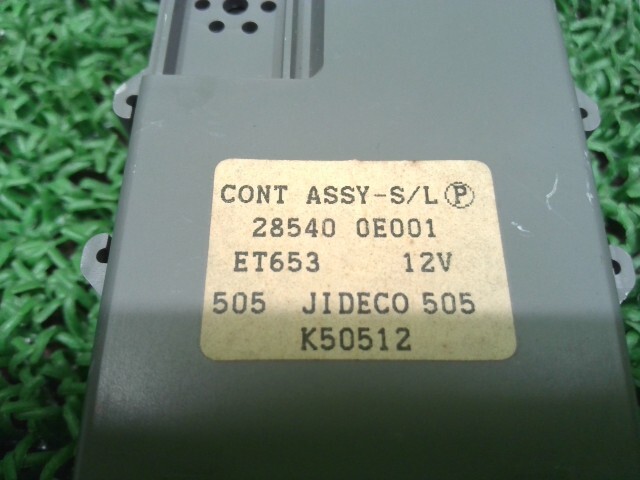 CONT ASSY-S/L Ⓟ
28540 0E001
ET653 12V
505 JIDECO 505
K50512